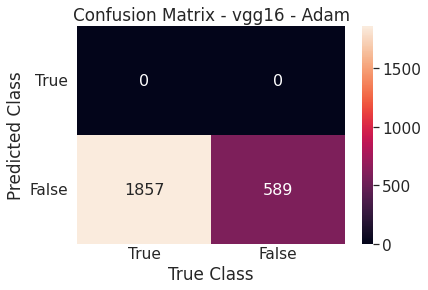 Confusion Matrix - vgg16 - Adam
Predicted Class
True
0
0
False
1857
589
True
False
True Class
1500
1000
500
0